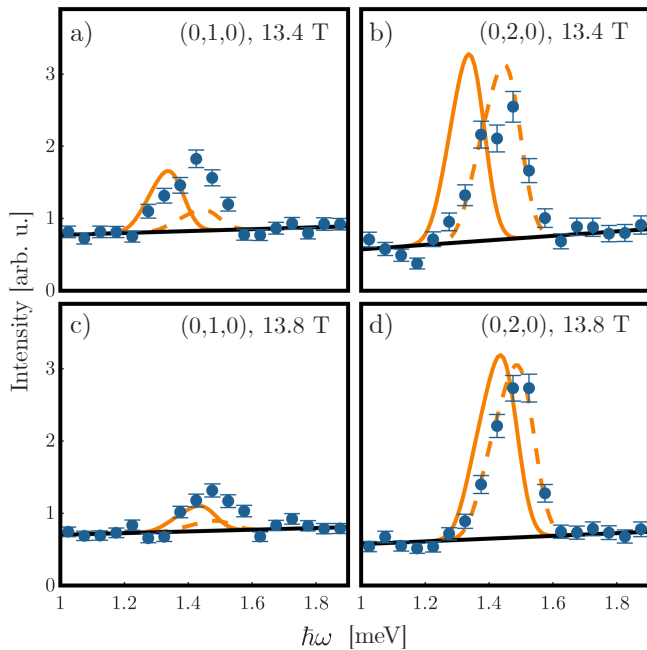 a) (0,1,0), 13.4 T
b) (0,2,0), 13.4 T
3
2
1
0
c) (0,1,0), 13.8 T
d) (0,2,0), 13.8 T
3
2
1
0
Intensity [arb. u.]
1 1.2 1.4 1.6 1.8
1 1.2 1.4 1.6 1.8
ħω [meV]